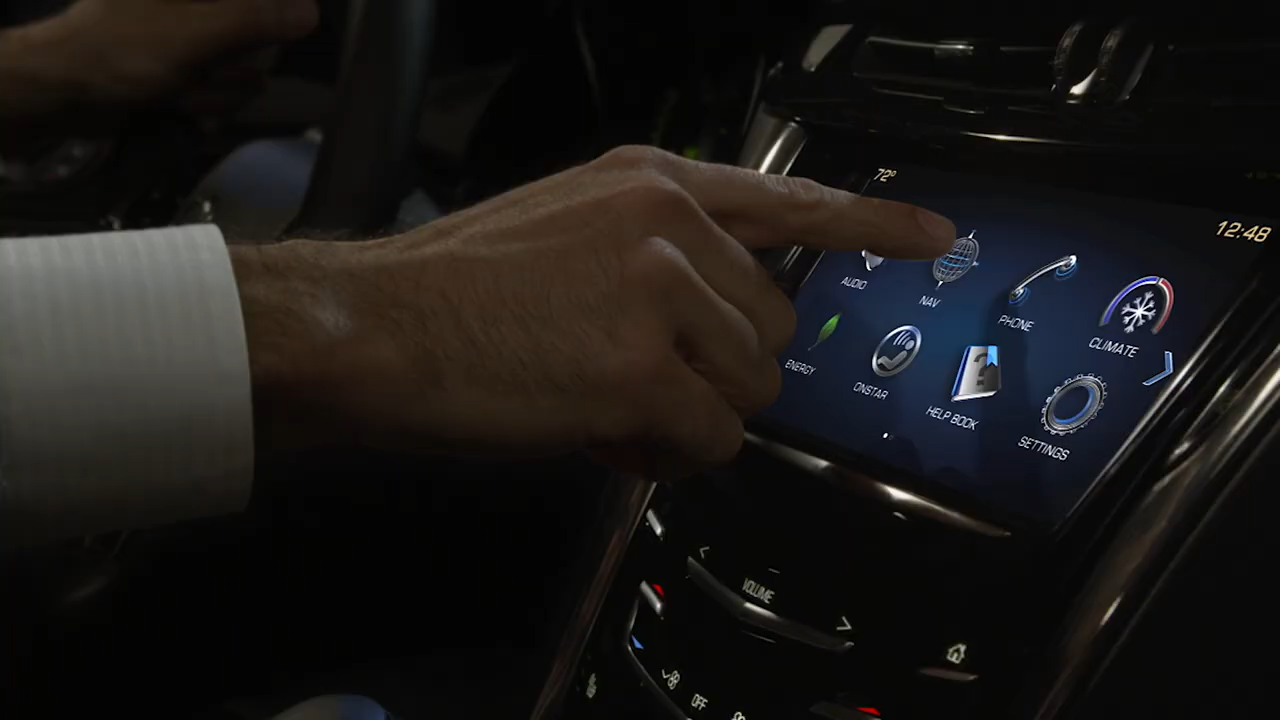 72°
12:48
AUDIO
NAV
PHONE
CLIMATE
ENERGY
ONSTAR
HELP BOOK
SETTINGS
VOLUME
OFF